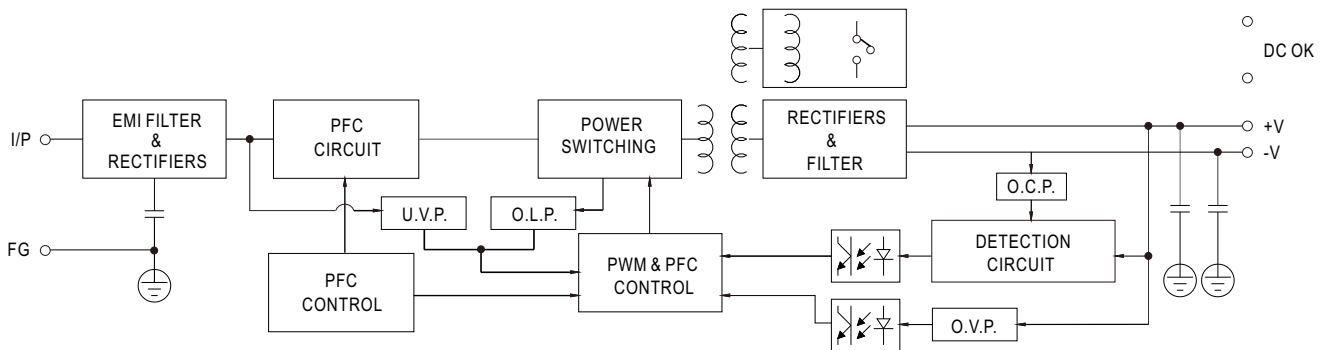 DC OK
I/P
EMI FILTER
&
RECTIFIERS
PFC
CIRCUIT
POWER
SWITCHING
RECTIFIERS
&
FILTER
+V
-V
O.C.P.
U.V.P.
O.L.P.
FG
PFC
CONTROL
PWM & PFC
CONTROL
DETECTION
CIRCUIT
O.V.P.